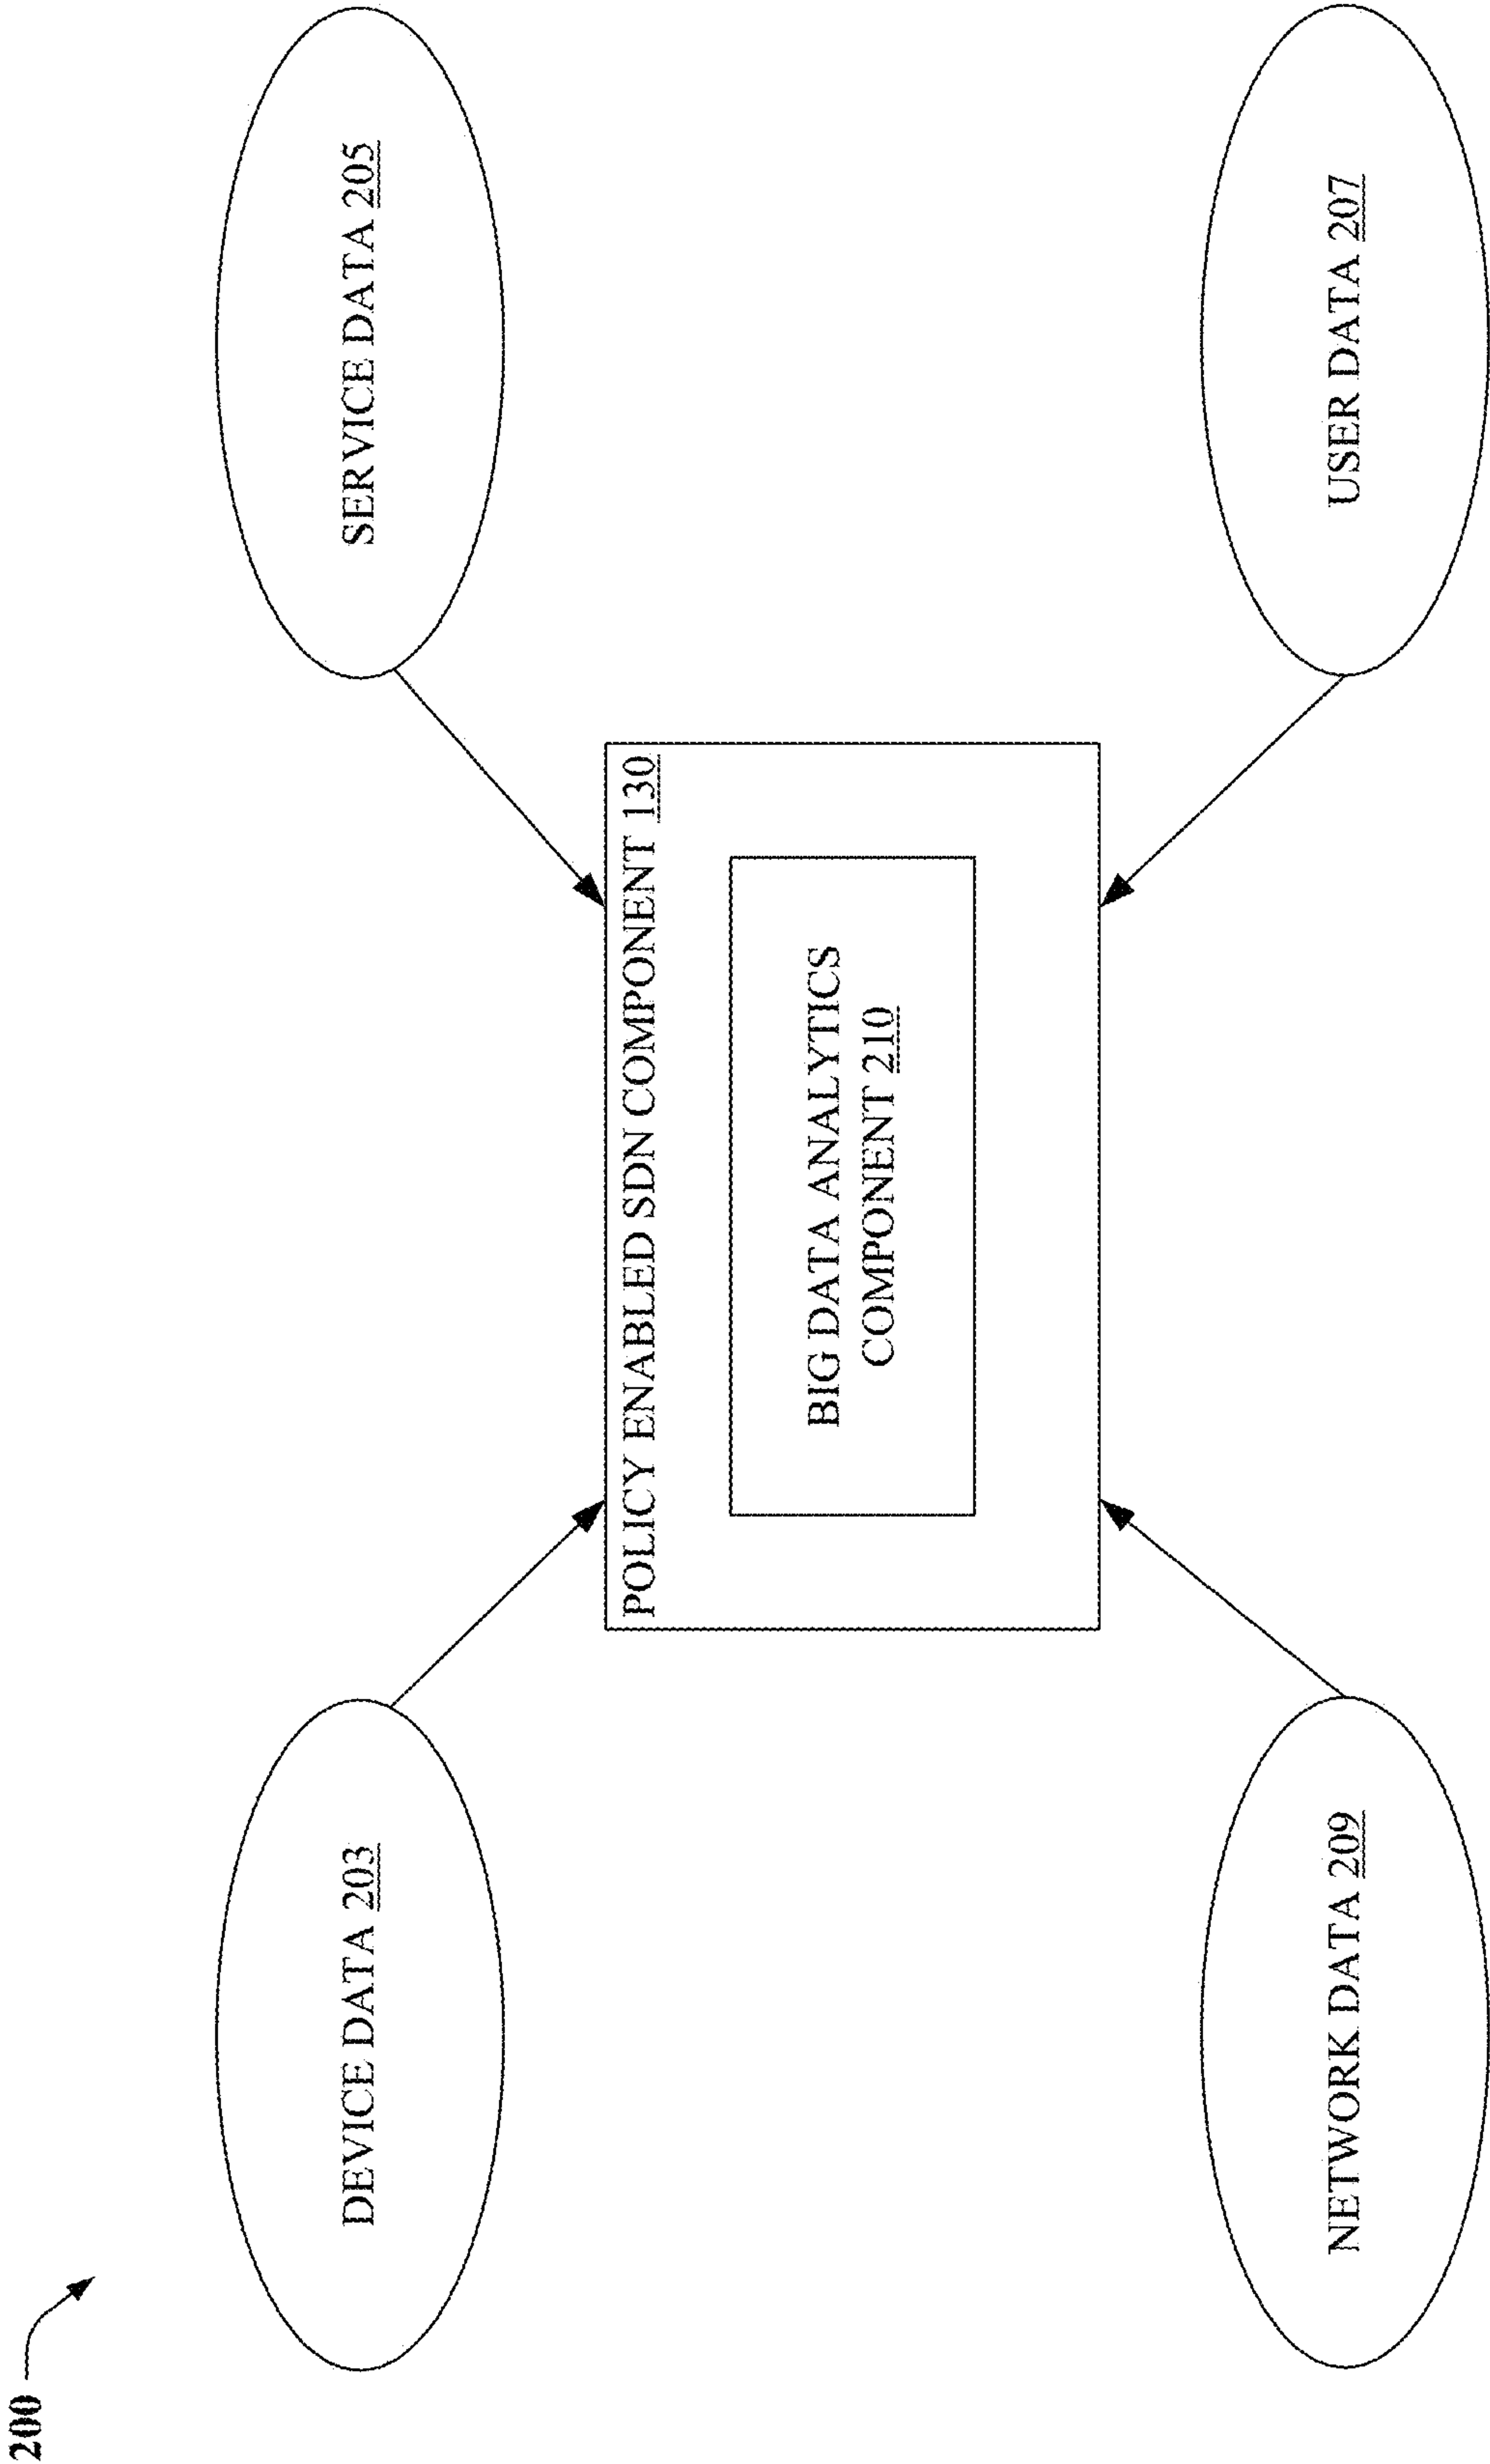 200
DEVICE DATA 203
SERVICE DATA 205
POLICY ENABLED SDN COMPONENT 130
BIG DATA ANALYTICS
COMPONENT 210
NETWORK DATA 209
USER DATA 207